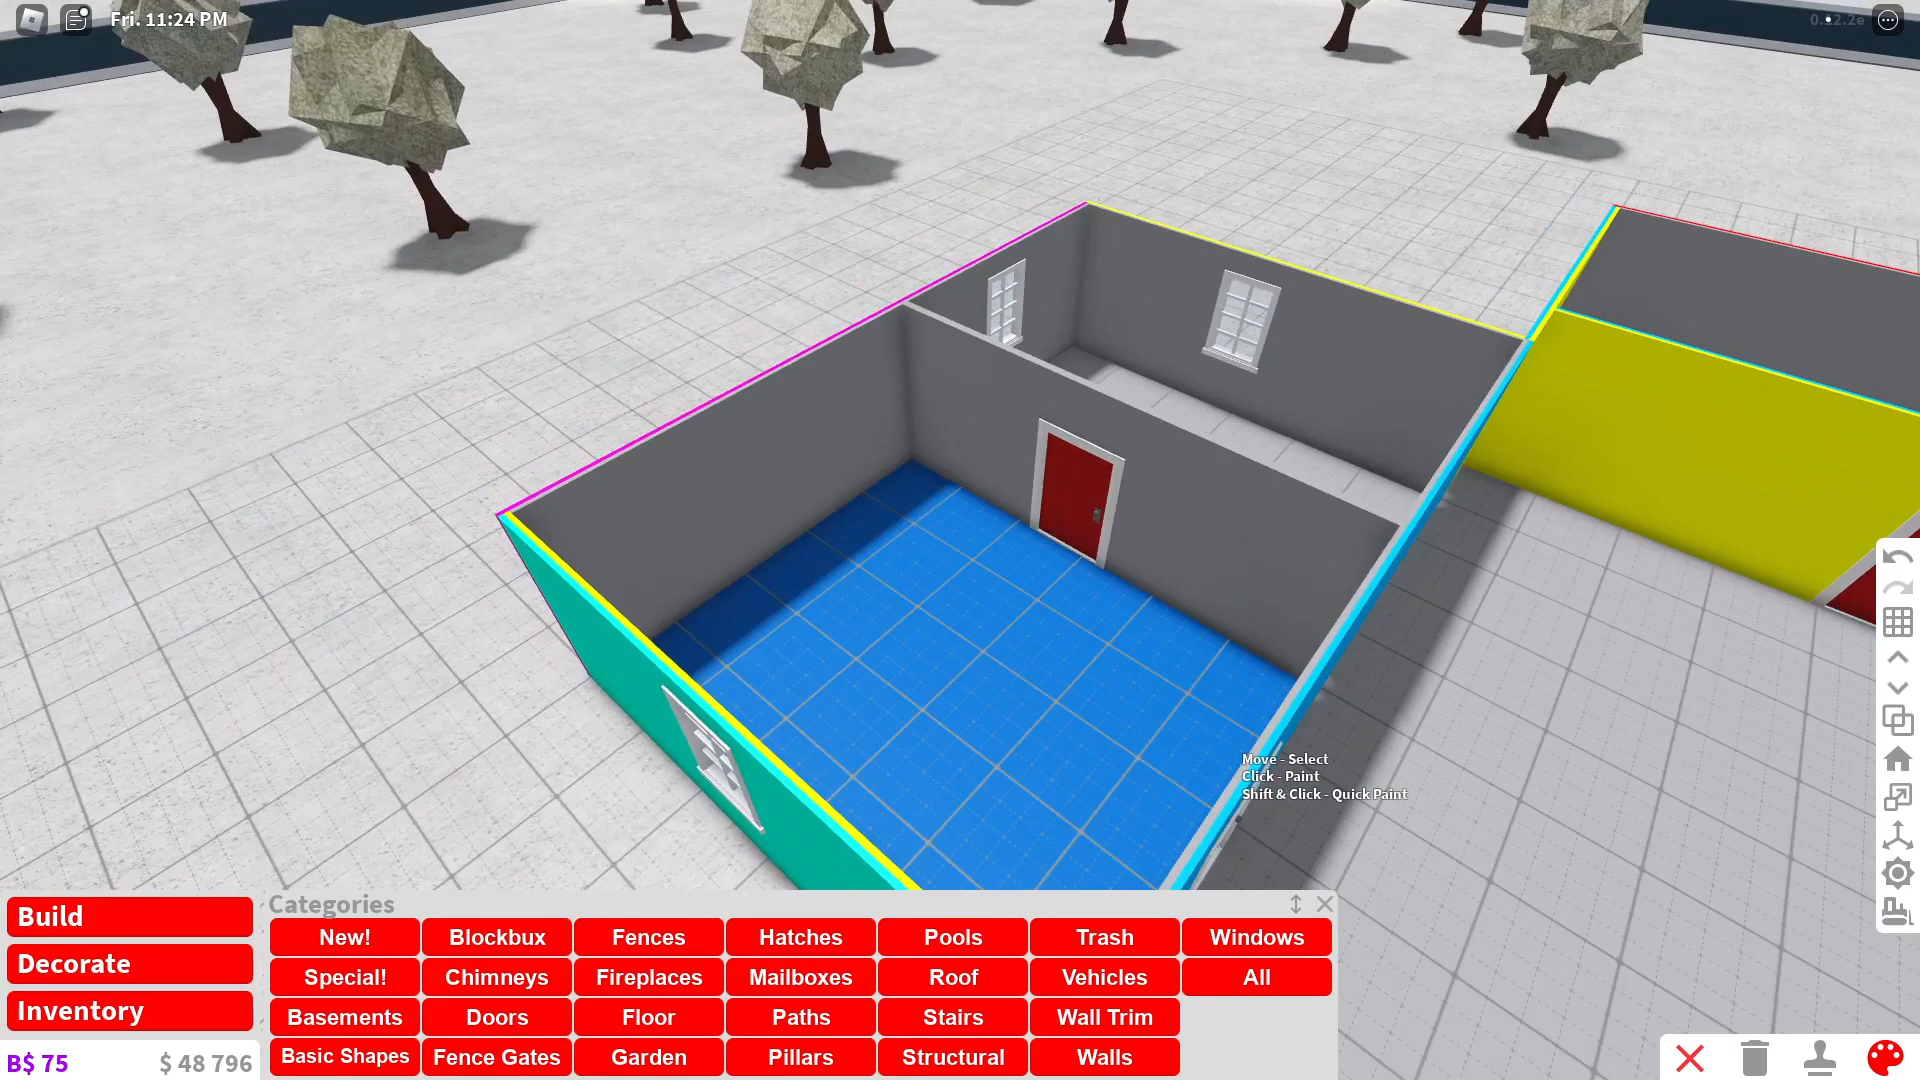 Fri. 11:24 PM
Move - Select
Click - Paint
Shift & Click - Quick Paint
Build
Decorate
Inventory
B$ 75
$ 48 796
Categories
New!
Blockbux
Fences
Hatches
Pools
Trash
Windows
Special!
Chimneys
Fireplaces
Mailboxes
Roof
Vehicles
All
Basements
Doors
Floor
Paths
Stairs
Wall Trim
Basic Shapes
Fence Gates
Garden
Pillars
Structural
Walls